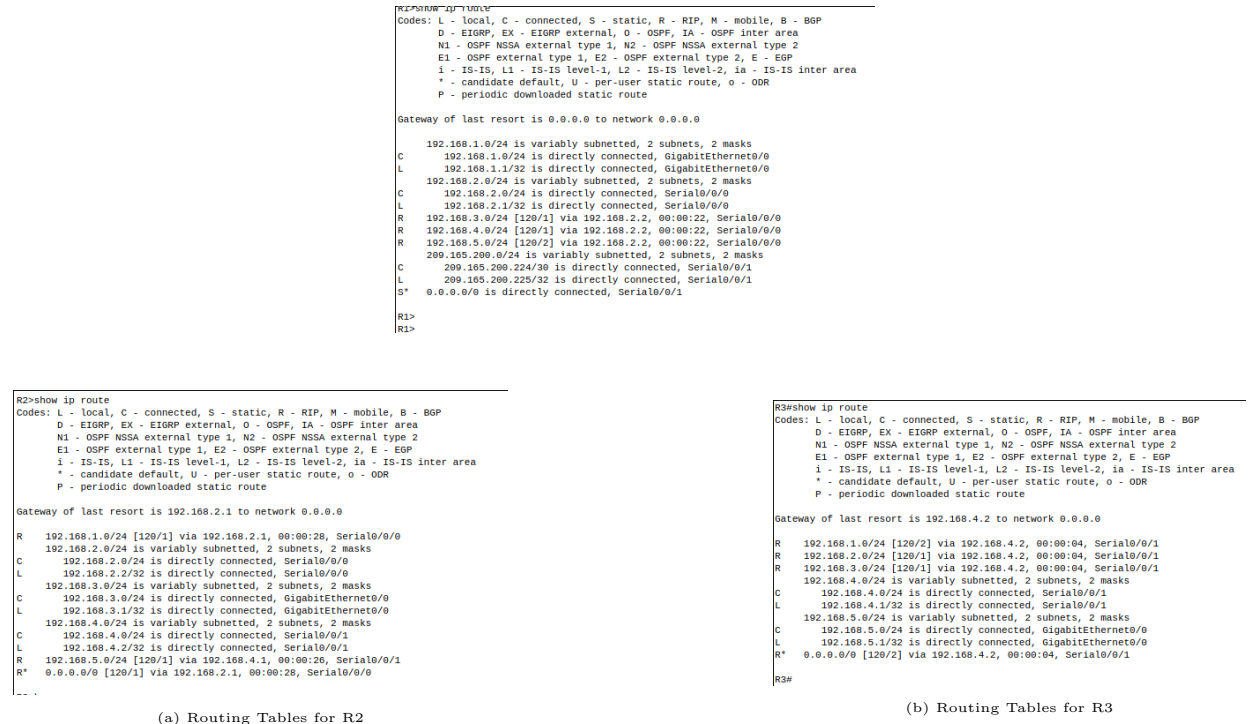 R1>show ip route
Codes: L - local, C - connected, S - static, R - RIP, M - mobile, B - BGP
       D - EIGRP, EX - EIGRP external, O - OSPF, IA - OSPF inter area
       N1 - OSPF NSSA external type 1, N2 - OSPF NSSA external type 2
       E1 - OSPF external type 1, E2 - OSPF external type 2, E - EGP
       i - IS-IS, L1 - IS-IS level-1, L2 - IS-IS level-2, ia - IS-IS inter area
       * - candidate default, U - per-user static route, o - ODR
       P - periodic downloaded static route
Gateway of last resort is 0.0.0.0 to network 0.0.0.0
     192.168.1.0/24 is variably subnetted, 2 subnets, 2 masks
C       192.168.1.0/24 is directly connected, GigabitEthernet0/0
L       192.168.1.1/32 is directly connected, GigabitEthernet0/0
     192.168.2.0/24 is variably subnetted, 2 subnets, 2 masks
C       192.168.2.0/24 is directly connected, Serial0/0/0
L       192.168.2.1/32 is directly connected, Serial0/0/0
R    192.168.3.0/24 [120/1] via 192.168.2.2, 00:00:22, Serial0/0/0
R    192.168.4.0/24 [120/1] via 192.168.2.2, 00:00:22, Serial0/0/0
R    192.168.5.0/24 [120/2] via 192.168.2.2, 00:00:22, Serial0/0/0
     209.165.200.0/24 is variably subnetted, 2 subnets, 2 masks
C       209.165.200.224/30 is directly connected, Serial0/0/1
L       209.165.200.225/32 is directly connected, Serial0/0/1
S*   0.0.0.0/0 is directly connected, Serial0/0/1
R1>
R1>
R2>show ip route
Codes: L - local, C - connected, S - static, R - RIP, M - mobile, B - BGP
       D - EIGRP, EX - EIGRP external, O - OSPF, IA - OSPF inter area
       N1 - OSPF NSSA external type 1, N2 - OSPF NSSA external type 2
       E1 - OSPF external type 1, E2 - OSPF external type 2, E - EGP
       i - IS-IS, L1 - IS-IS level-1, L2 - IS-IS level-2, ia - IS-IS inter area
       * - candidate default, U - per-user static route, o - ODR
       P - periodic downloaded static route
Gateway of last resort is 192.168.2.1 to network 0.0.0.0
R    192.168.1.0/24 [120/1] via 192.168.2.1, 00:00:28, Serial0/0/0
     192.168.2.0/24 is variably subnetted, 2 subnets, 2 masks
C       192.168.2.0/24 is directly connected, Serial0/0/0
L       192.168.2.2/32 is directly connected, Serial0/0/0
     192.168.3.0/24 is variably subnetted, 2 subnets, 2 masks
C       192.168.3.0/24 is directly connected, GigabitEthernet0/0
L       192.168.3.1/32 is directly connected, GigabitEthernet0/0
     192.168.4.0/24 is variably subnetted, 2 subnets, 2 masks
C       192.168.4.0/24 is directly connected, Serial0/0/1
L       192.168.4.2/32 is directly connected, Serial0/0/1
R    192.168.5.0/24 [120/1] via 192.168.4.1, 00:00:26, Serial0/0/1
R*   0.0.0.0/0 [120/1] via 192.168.2.1, 00:00:28, Serial0/0/0
(a) Routing Tables for R2
R3#show ip route
Codes: L - local, C - connected, S - static, R - RIP, M - mobile, B - BGP
       D - EIGRP, EX - EIGRP external, O - OSPF, IA - OSPF inter area
       N1 - OSPF NSSA external type 1, N2 - OSPF NSSA external type 2
       E1 - OSPF external type 1, E2 - OSPF external type 2, E - EGP
       i - IS-IS, L1 - IS-IS level-1, L2 - IS-IS level-2, ia - IS-IS inter area
       * - candidate default, U - per-user static route, o - ODR
       P - periodic downloaded static route
Gateway of last resort is 192.168.4.2 to network 0.0.0.0
R    192.168.1.0/24 [120/2] via 192.168.4.2, 00:00:04, Serial0/0/1
R    192.168.2.0/24 [120/1] via 192.168.4.2, 00:00:04, Serial0/0/1
R    192.168.3.0/24 [120/1] via 192.168.4.2, 00:00:04, Serial0/0/1
     192.168.4.0/24 is variably subnetted, 2 subnets, 2 masks
C       192.168.4.0/24 is directly connected, Serial0/0/1
L       192.168.4.1/32 is directly connected, Serial0/0/1
     192.168.5.0/24 is variably subnetted, 2 subnets, 2 masks
C       192.168.5.0/24 is directly connected, GigabitEthernet0/0
L       192.168.5.1/32 is directly connected, GigabitEthernet0/0
R*   0.0.0.0/0 [120/2] via 192.168.4.2, 00:00:04, Serial0/0/1
R3#
(b) Routing Tables for R3